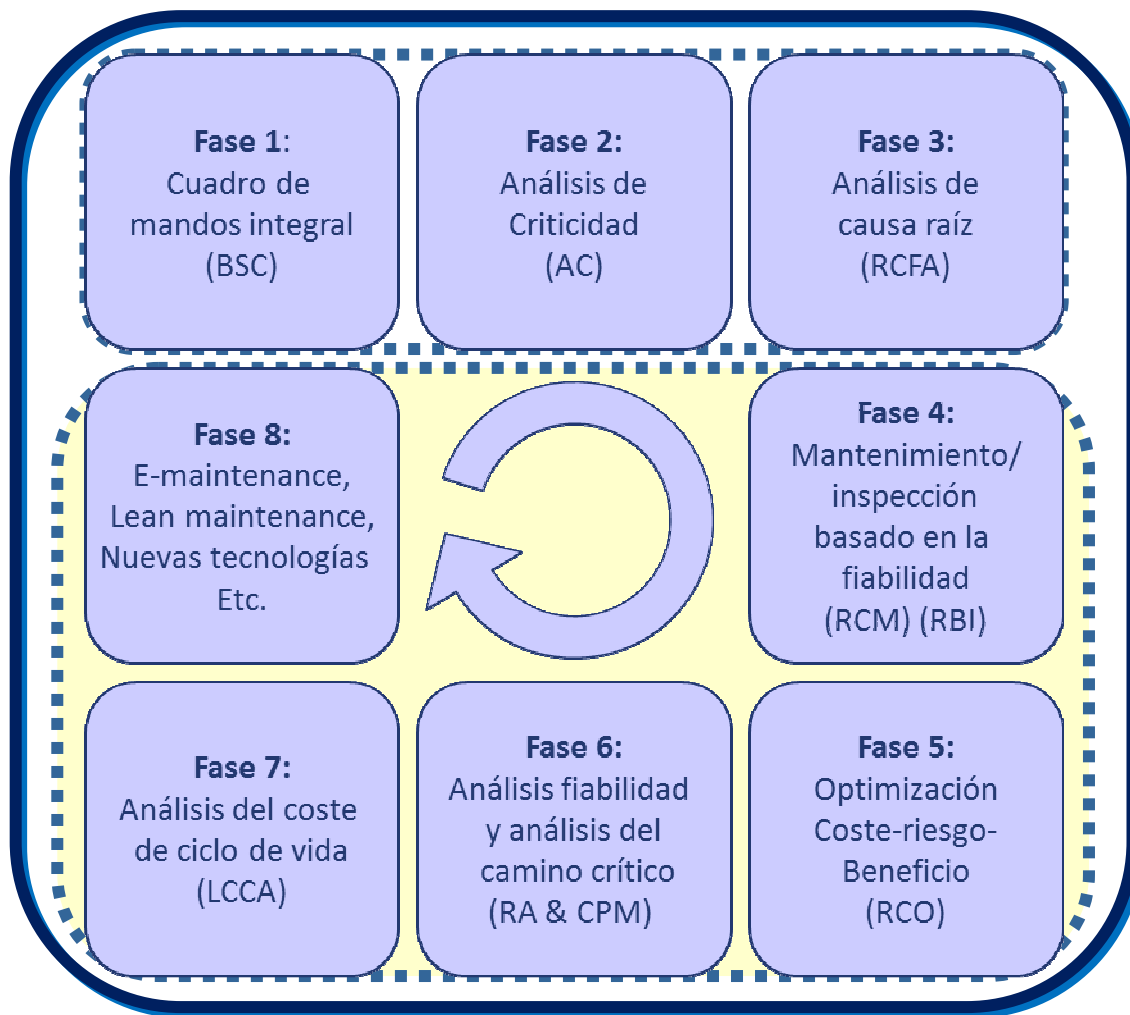 Fase 1:
Cuadro de
mandos integral
(BSC)
Fase 2:
Análisis de
Criticidad
(AC)
Fase 3:
Análisis de
causa raíz
(RCFA)
Fase 4:
Mantenimiento/
inspección
basado en la
fiabilidad
(RCM) (RBI)
Fase 5:
Optimización
Coste-riesgo-
Beneficio
(RCO)
Fase 6:
Análisis fiabilidad
y análisis del
camino crítico
(RA & CPM)
Fase 7:
Análisis del coste
de ciclo de vida
(LCCA)
Fase 8:
E-maintenance,
Lean maintenance,
Nuevas tecnologías
Etc.